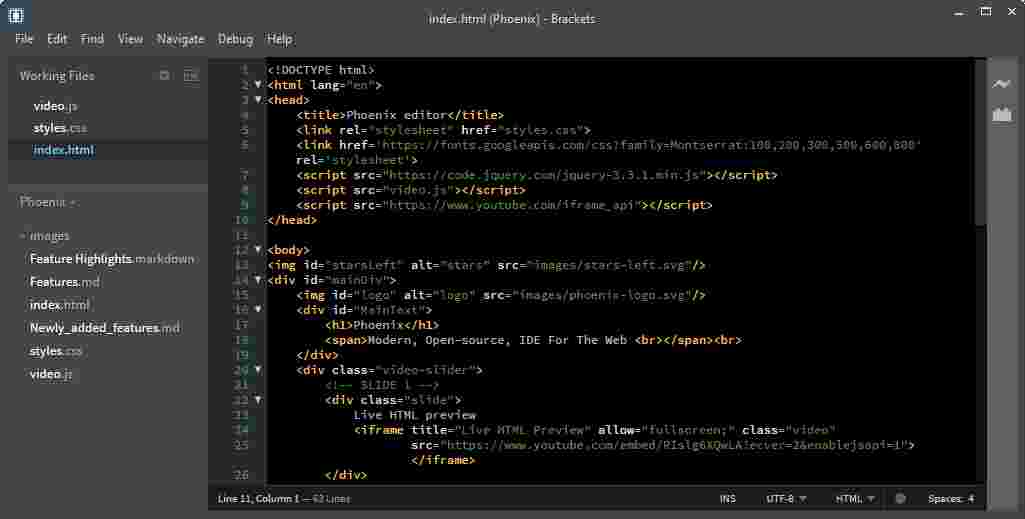 index.html (Phoenix) - Brackets
File Edit Find View Navigate Debug Help
Working Files
video.js
styles.css
index.html
Phoenix
images
Feature Highlights.markdown
Features.md
index.html
Newly_added_features.md
styles.css
video.js
1 <!DOCTYPE html>
2 <html lang="en">
3 <head>
4 <title>Phoenix editor</title>
5 <link rel="stylesheet" href="styles.css">
6 <link href='https://fonts.googleapis.com/css?family=Montserrat:100,200,300,500,600,800'
rel='stylesheet'>
7 <script src="https://code.jquery.com/jquery-3.3.1.min.js"></script>
8 <script src="video.js"></script>
9 <script src="https://www.youtube.com/iframe_api"></script>
10 </head>
11
12 <body>
13 <img id="starsLeft" alt="stars" src="images/stars-left.svg"/>
14 <div id="mainDiv">
15 <img id="logo" alt="logo" src="images/phoenix-logo.svg"/>
16 <div id="MainText">
17 <h1>Phoenix</h1>
18 <span>Modern, Open-source, IDE For The Web <br></span><br>
19 </div>
20 <div class="video-slider">
21 <!-- SLIDE 1 -->
22 <div class="slide">
23 Live HTML preview
24 <iframe title="Live HTML Preview" allow="fullscreen;" class="video"
25 src="https://www.youtube.com/embed/RIslg6XQwLA?ecver=2&enablejsapi=1">
</iframe>
26 </div>
Line 11, Column 1 — 63 Lines INS UTF-8 HTML Spaces: 4